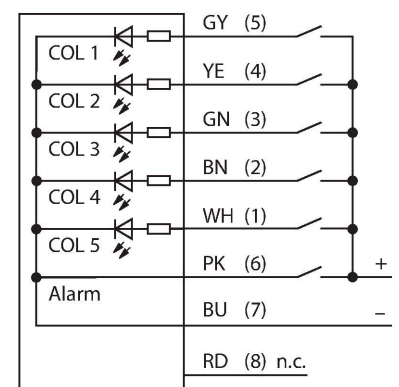 GY (5)
COL 1
YE (4)
COL 2
GN (3)
COL 3
BN (2)
COL 4
WH (1)
COL 5
PK (6) +
Alarm
BU (7) –
RD (8) n.c.